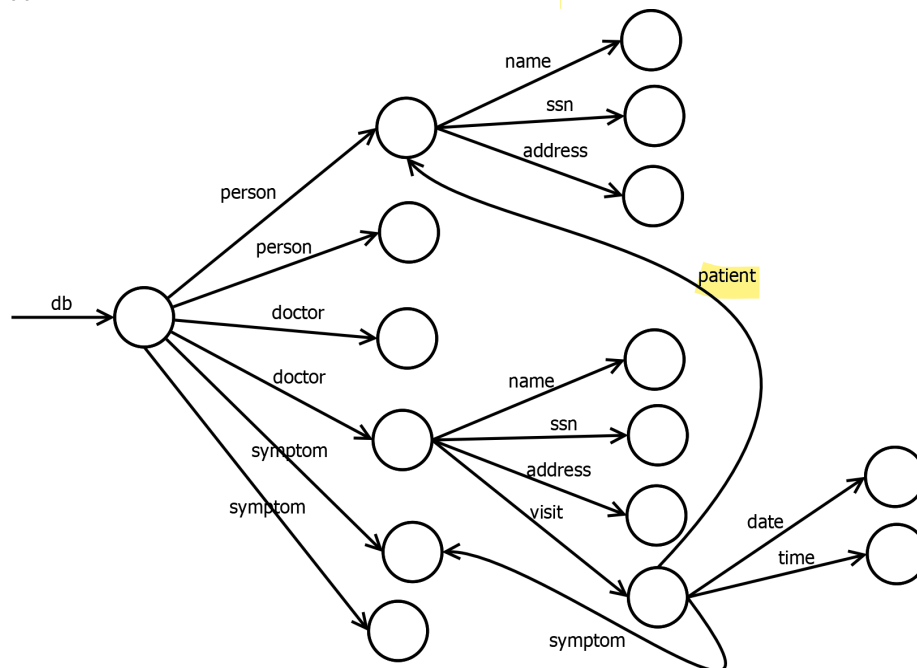 name
ssn
address
person
person
patient
db
doctor
doctor
name
ssn
address
visit
symptom
symptom
date
time
symptom